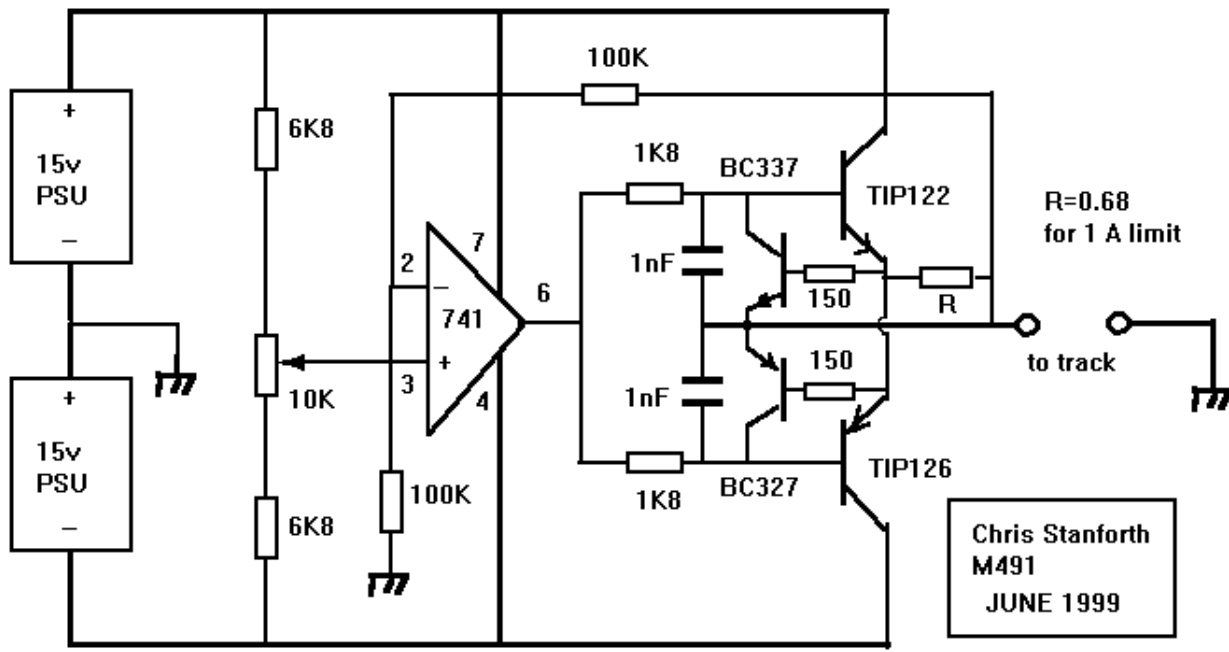 100K
+
15v
PSU
−
6K8
1K8
BC337
TIP122
R=0.68
for 1 A limit
2
7
−
741
6
1nF
150
R
+
3
4
10K
to track
+
15v
PSU
−
1nF
150
100K
6K8
1K8
BC327
TIP126
Chris Stanforth
M491
JUNE 1999